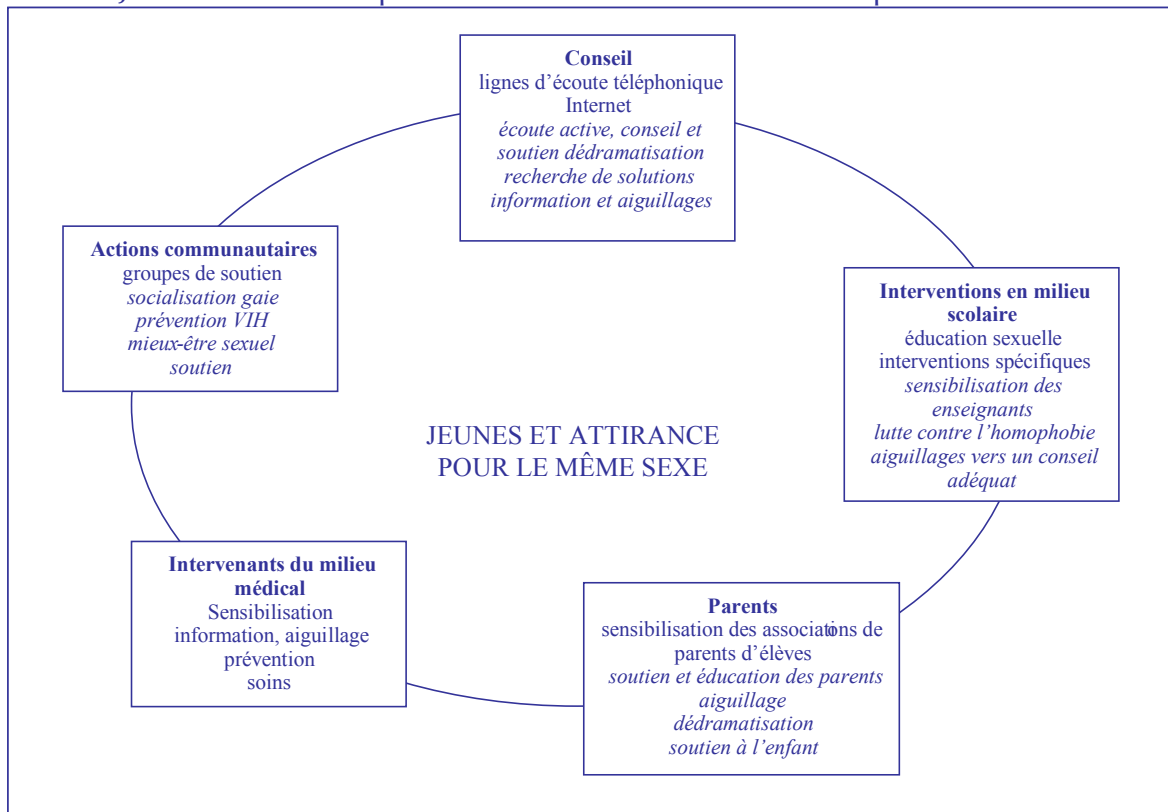 Conseil
lignes d'écoute téléphonique
Internet
écoute active, conseil et
soutien dédramatisation
recherche de solutions
information et aiguillages
Actions communautaires
groupes de soutien
socialisation gaie
prévention VIH
mieux-être sexuel
soutien
Interventions en milieu
scolaire
éducation sexuelle
interventions spécifiques
sensibilisation des
enseignants
lutte contre l'homophobie
aiguillages vers un conseil
adéquat
JEUNES ET ATTIRANCE
POUR LE MÊME SEXE
Intervenants du milieu
médical
Sensibilisation
information, aiguillage
prévention
soins
Parents
sensibilisation des associations de
parents d'élèves
soutien et éducation des parents
aiguillage
dédramatisation
soutien à l'enfant